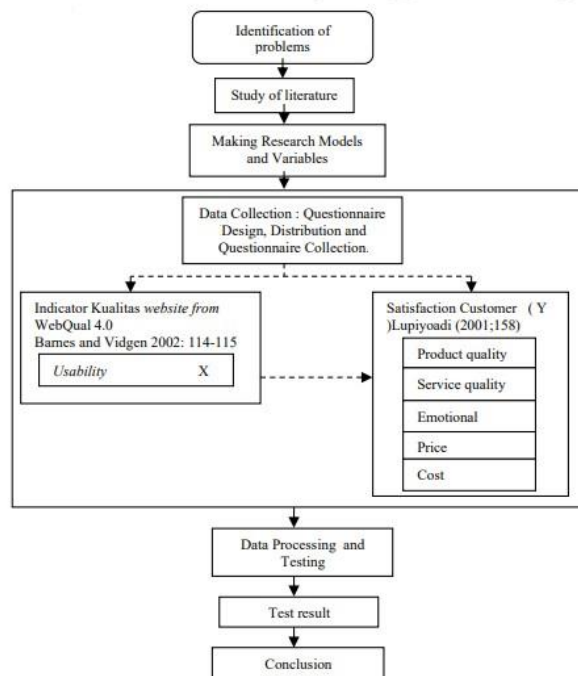 Identification of
problems
Study of literature
Making Research Models
and Variables
Data Collection : Questionnaire
Design, Distribution and
Questionnaire Collection.
Indicator Kualitas website from
WebQual 4.0
Barnes and Vidgen 2002: 114-115
Usability X
Satisfaction Customer ( Y
)Lupiyoadi (2001;158)
Product quality
Service quality
Emotional
Price
Cost
Data Processing and
Testing
Test result
Conclusion